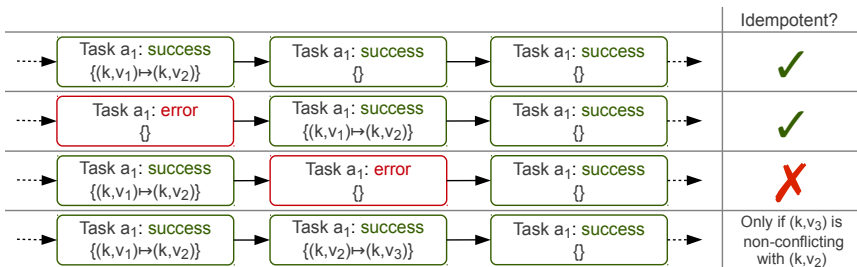 Idempotent?
Task a₁: success Task a₁: success Task a₁: success
{(k,v₁)↦(k,v₂)} {} {}
✓
Task a₁: error Task a₁: success Task a₁: success
{} {(k,v₁)↦(k,v₂)} {}
✓
Task a₁: success Task a₁: error Task a₁: success
{(k,v₁)↦(k,v₂)} {} {}
✗
Task a₁: success Task a₁: success Task a₁: success
{(k,v₁)↦(k,v₂)} {(k,v₂)↦(k,v₃)} {}
Only if (k,v₃) is
non-conflicting
with (k,v₂)